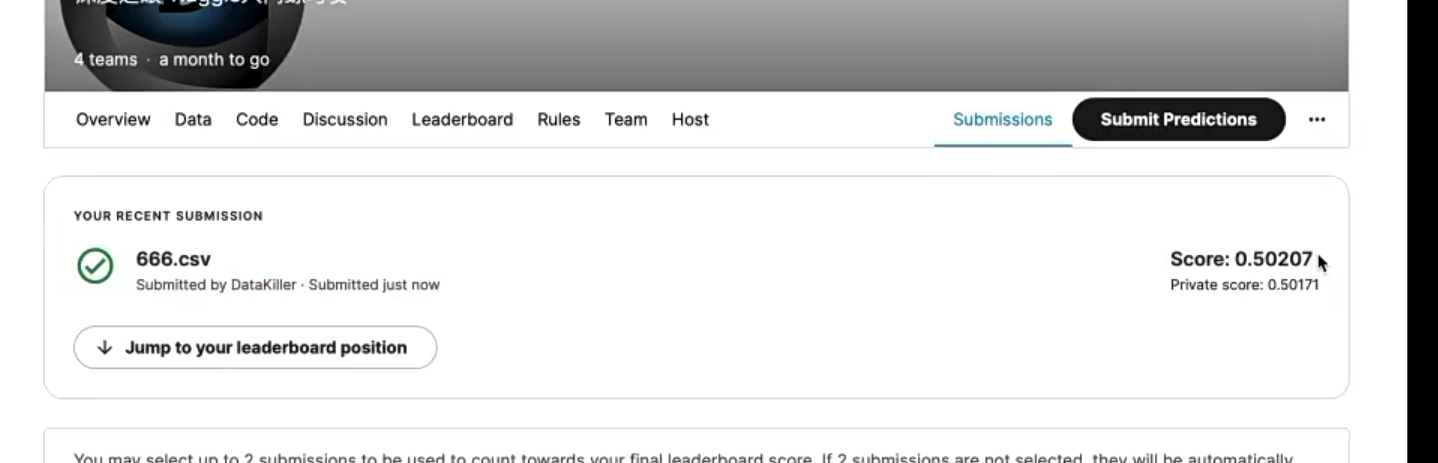 4 teams · a month to go
Overview Data Code Discussion Leaderboard Rules Team Host Submissions Submit Predictions ...
YOUR RECENT SUBMISSION
666.csv Score: 0.50207
Submitted by DataKiller · Submitted just now Private score: 0.50171
↓ Jump to your leaderboard position
You may select up to 2 submissions to be used to count towards your final leaderboard score. If 2 submissions are not selected, they will be automatically